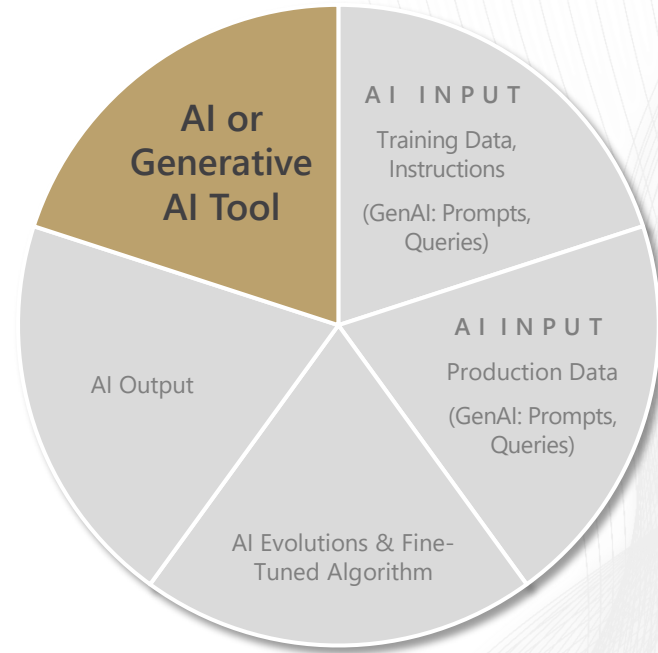 AI or
Generative
AI Tool
AI INPUT
Training Data,
Instructions
(GenAI: Prompts,
Queries)
AI INPUT
Production Data
(GenAI: Prompts,
Queries)
AI Evolutions & Fine-
Tuned Algorithm
AI Output